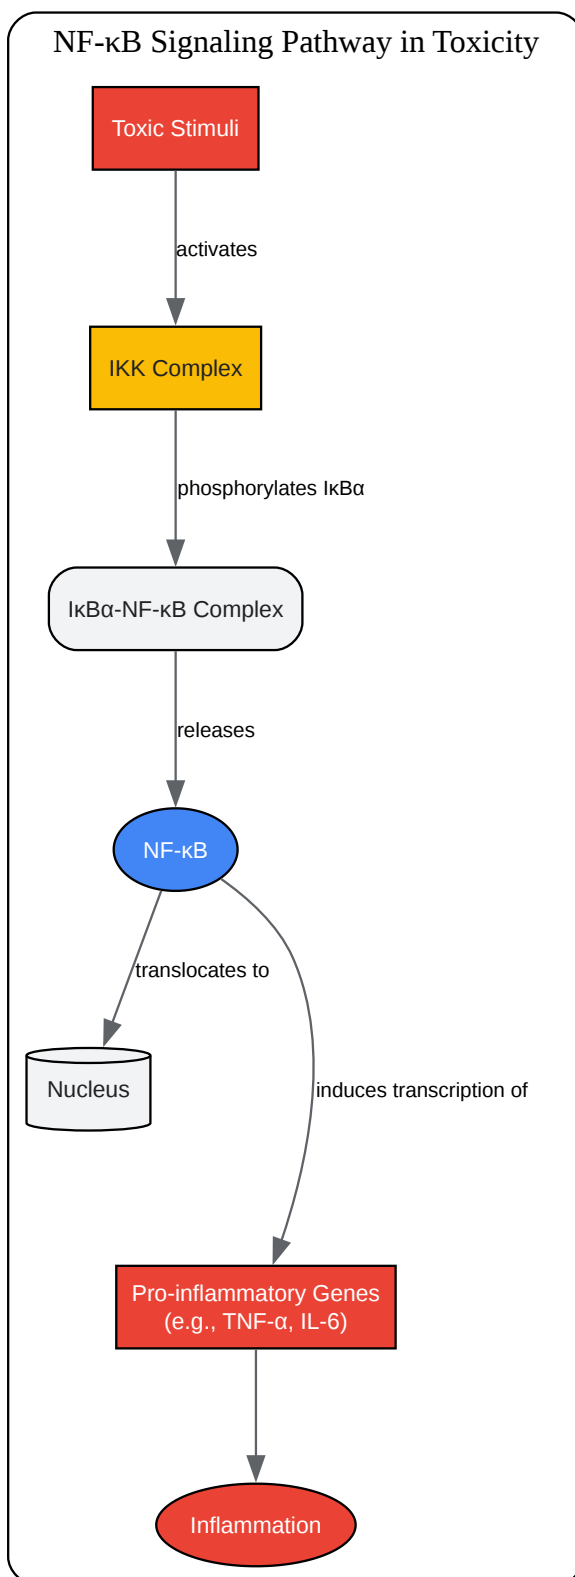 NF-κB Signaling Pathway in Toxicity
Toxic Stimuli
activates
IKK Complex
phosphorylates IκBα
IκBα-NF-κB Complex
releases
NF-κB
translocates to
Nucleus
induces transcription of
Pro-inflammatory Genes
(e.g., TNF-α, IL-6)
Inflammation